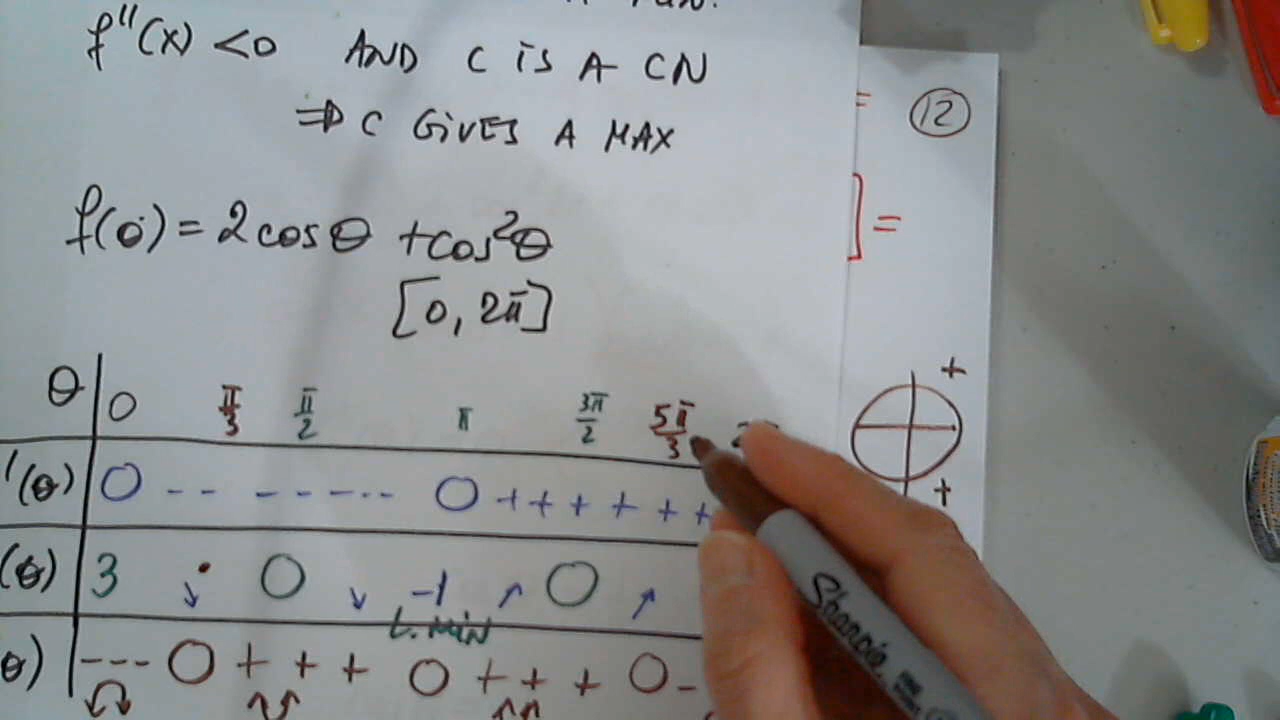 f''(x) <0 AND C IS A CN
⇒ C GIVES A MAX
=
12
f(θ) = 2cosθ + cos²θ
] =
[0, 2π]
θ 0 π/3 π/2 π 3π/2 5π/3
+
'(θ) 0 -- ------ 0 + + + + + +
+
(θ) 3 ↘ 0 ↘ -1 ↗ 0 ↗
L. MIN
θ) --- 0 + + + 0 + + + 0 -
Sharpie